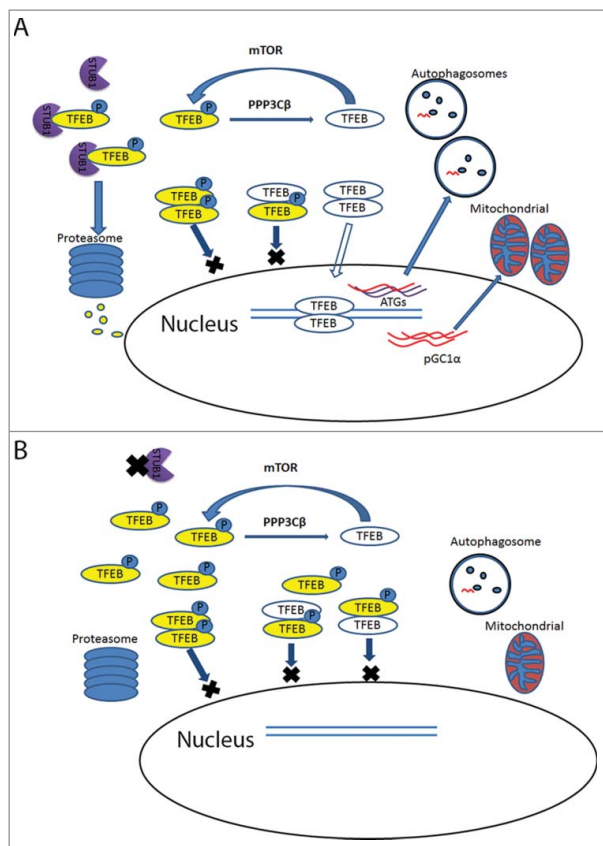 A
STUB1
mTOR
Autophagosomes
P
P
STUB1
TFEB
TFEB
PPP3Cβ
TFEB
P
STUB1
TFEB
P
TFEB
P
TFEB
TFEB
P
TFEB
TFEB
TFEB
Mitochondrial
Proteasome
TFEB
TFEB
ATGs
Nucleus
pGC1α
B
STUB1
mTOR
P
TFEB
P
TFEB
PPP3Cβ
TFEB
Autophagosome
P
TFEB
P
TFEB
P
TFEB
P
TFEB
P
TFEB
TFEB
P
TFEB
P
TFEB
TFEB
Mitochondrial
Proteasome
Nucleus